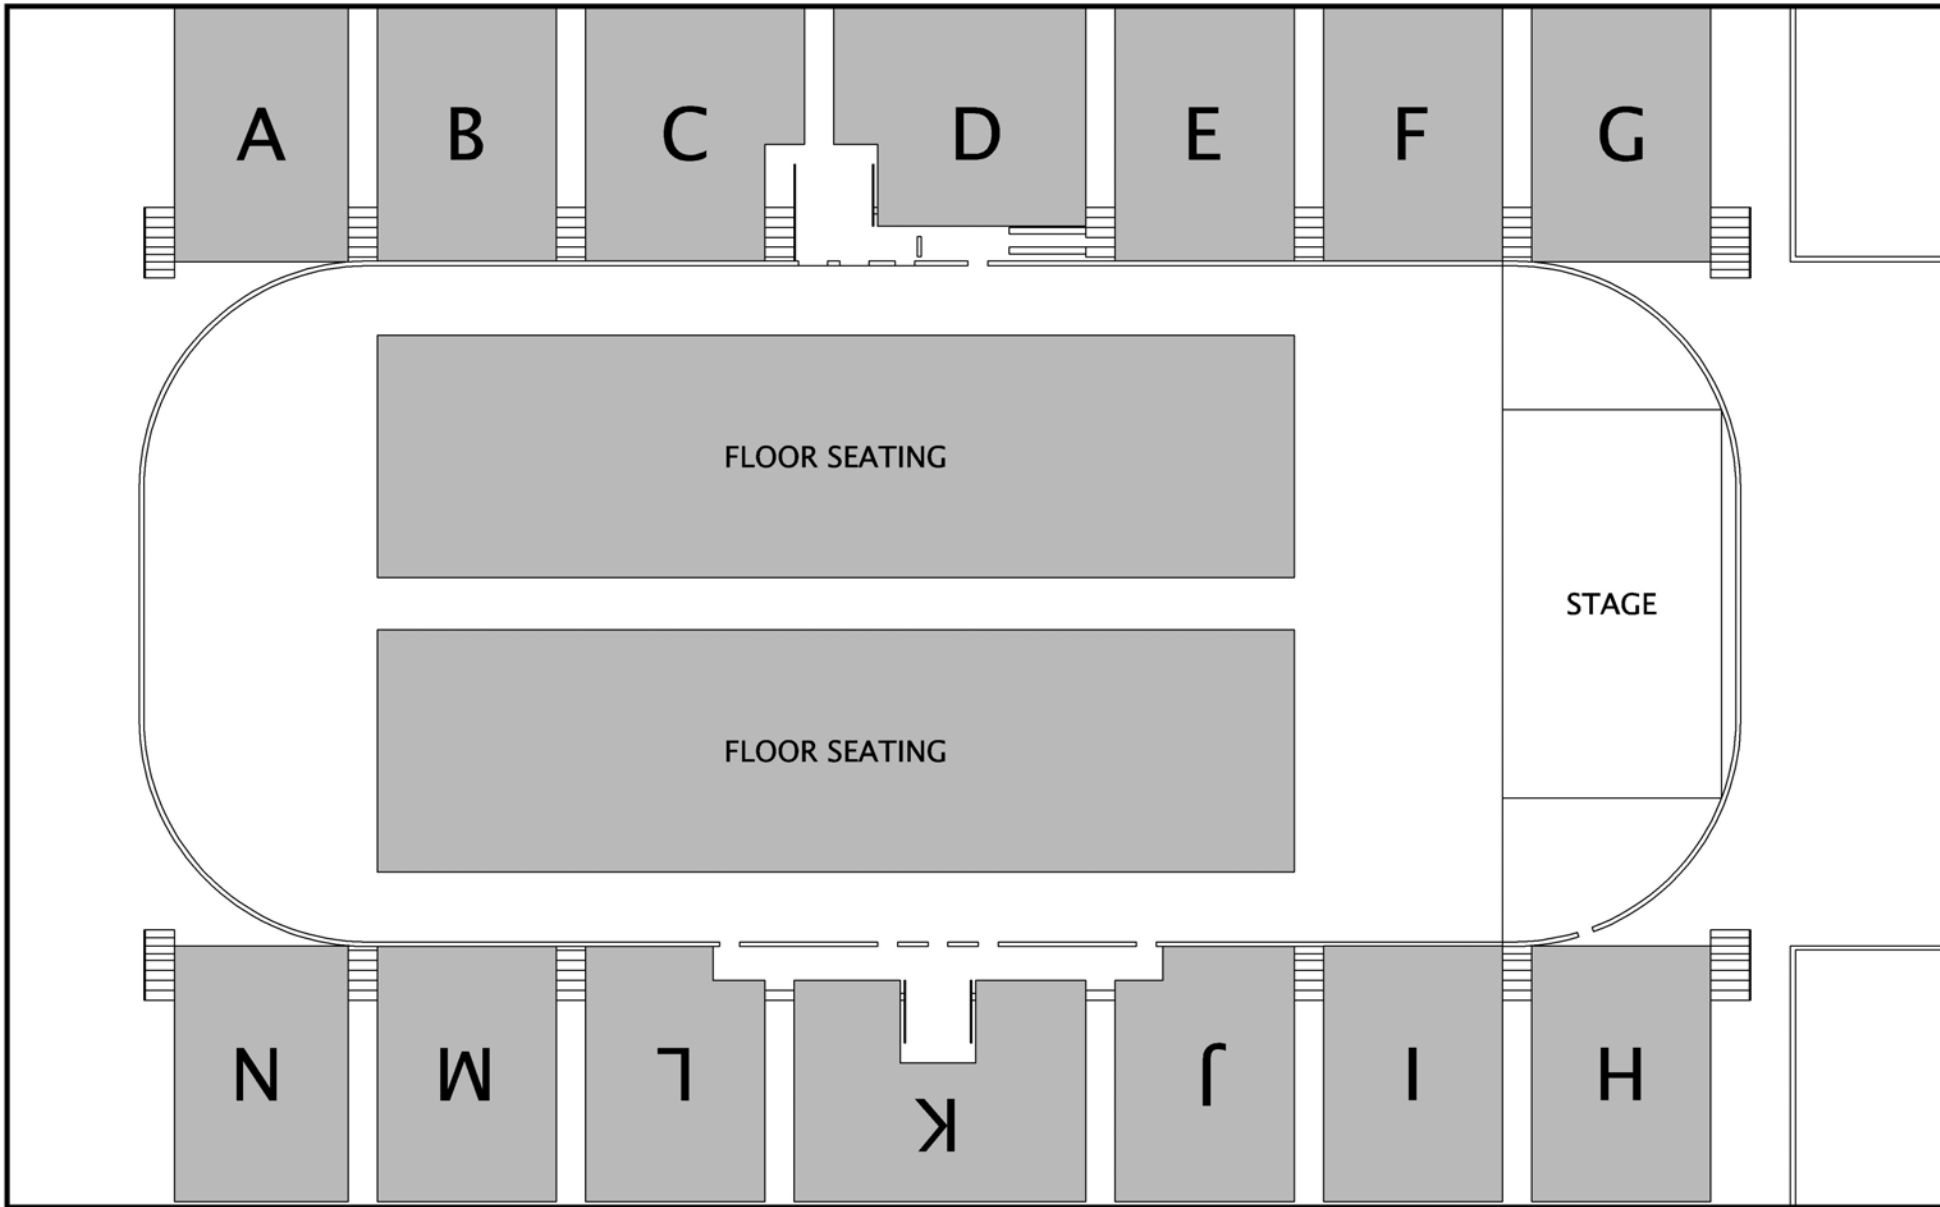 A B C D E F G
FLOOR SEATING
STAGE
FLOOR SEATING
N M L K J I H